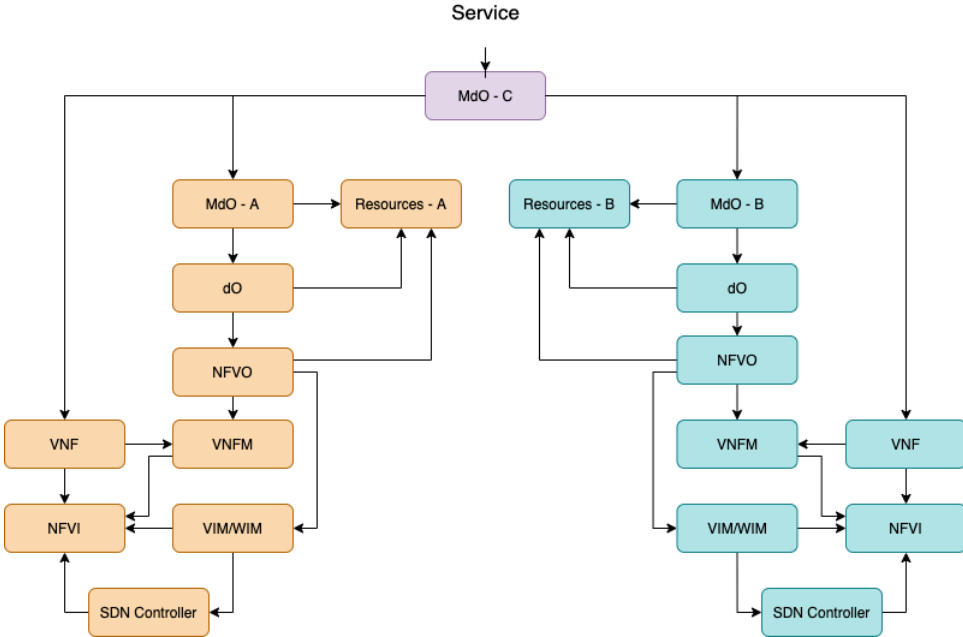 Service
MdO - C
MdO - A
Resources - A
Resources - B
MdO - B
dO
dO
NFVO
NFVO
VNF
VNFM
VNFM
VNF
NFVI
VIM/WIM
VIM/WIM
NFVI
SDN Controller
SDN Controller